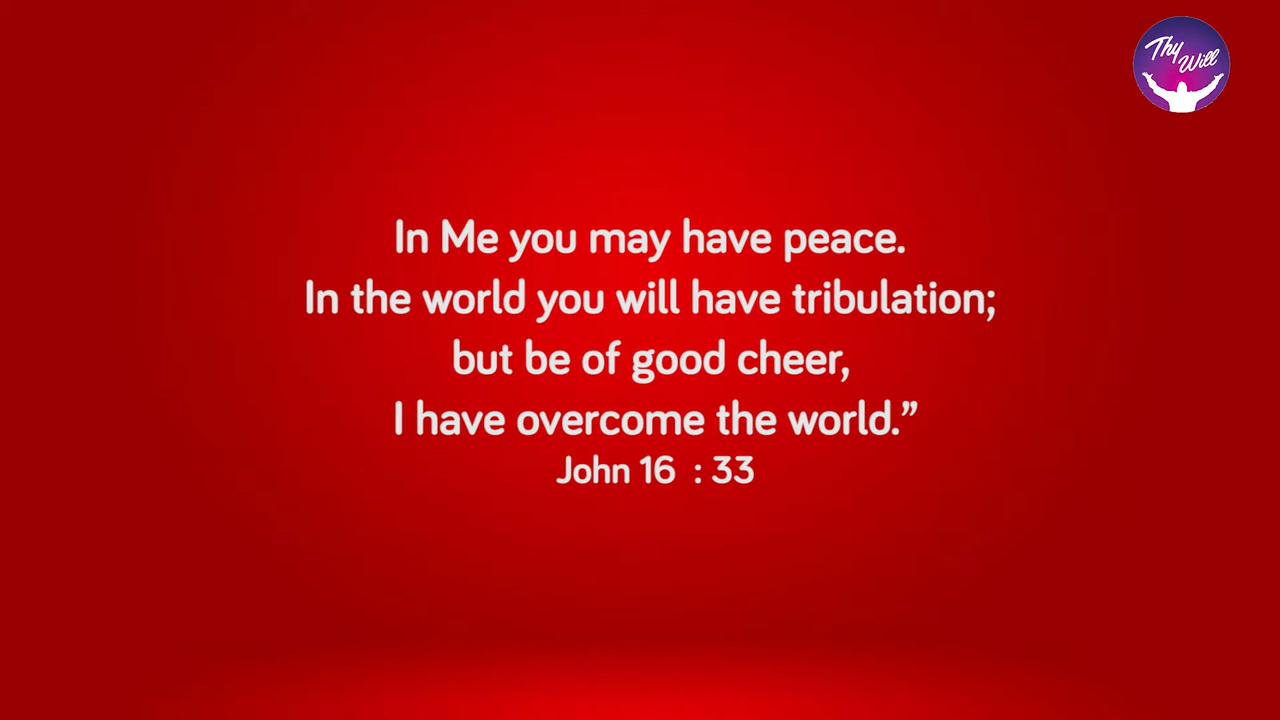 Thy
Will
In Me you may have peace.
In the world you will have tribulation;
but be of good cheer,
I have overcome the world.”
John 16  : 33